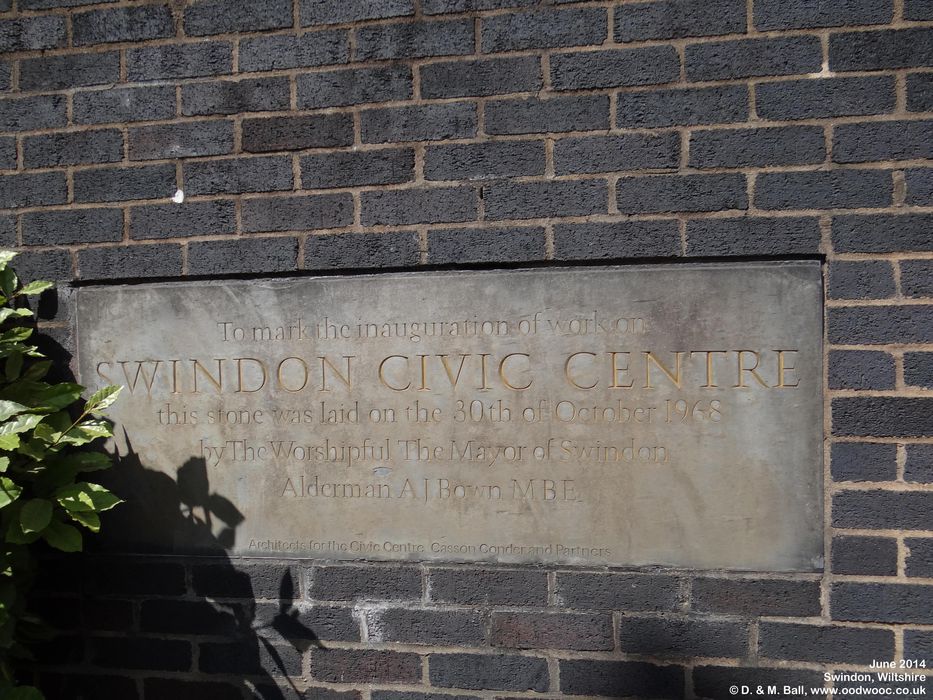 To mark the inauguration of work on
SWINDON CIVIC CENTRE
this stone was laid on the 30th of October 1968
by The Worshipful The Mayor of Swindon
Alderman A J Bown M B E
Architects for the Civic Centre Casson Conder and Partners
June 2014
Swindon, Wiltshire
© D. & M. Ball, www.oodwooc.co.uk